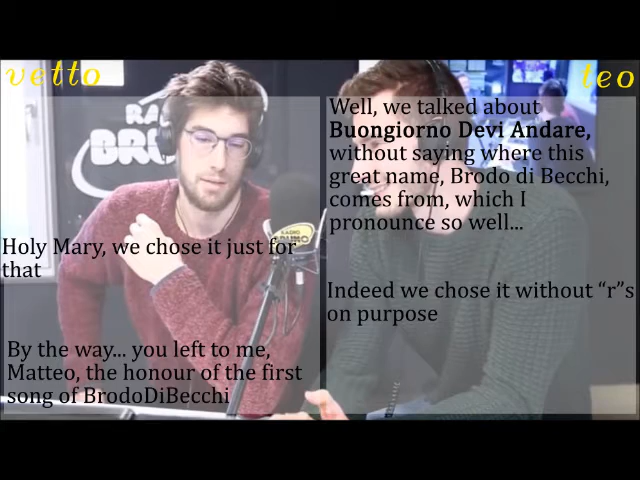 vetto
teo
Well, we talked about
Buongiorno Devi Andare,
without saying where this
great name, Brodo di Becchi,
comes from, which I
pronounce so well...
Holy Mary, we chose it just for
that
Indeed we chose it without “r”s
on purpose
By the way... you left to me,
Matteo, the honour of the first
song of BrodoDiBecchi
RADIO